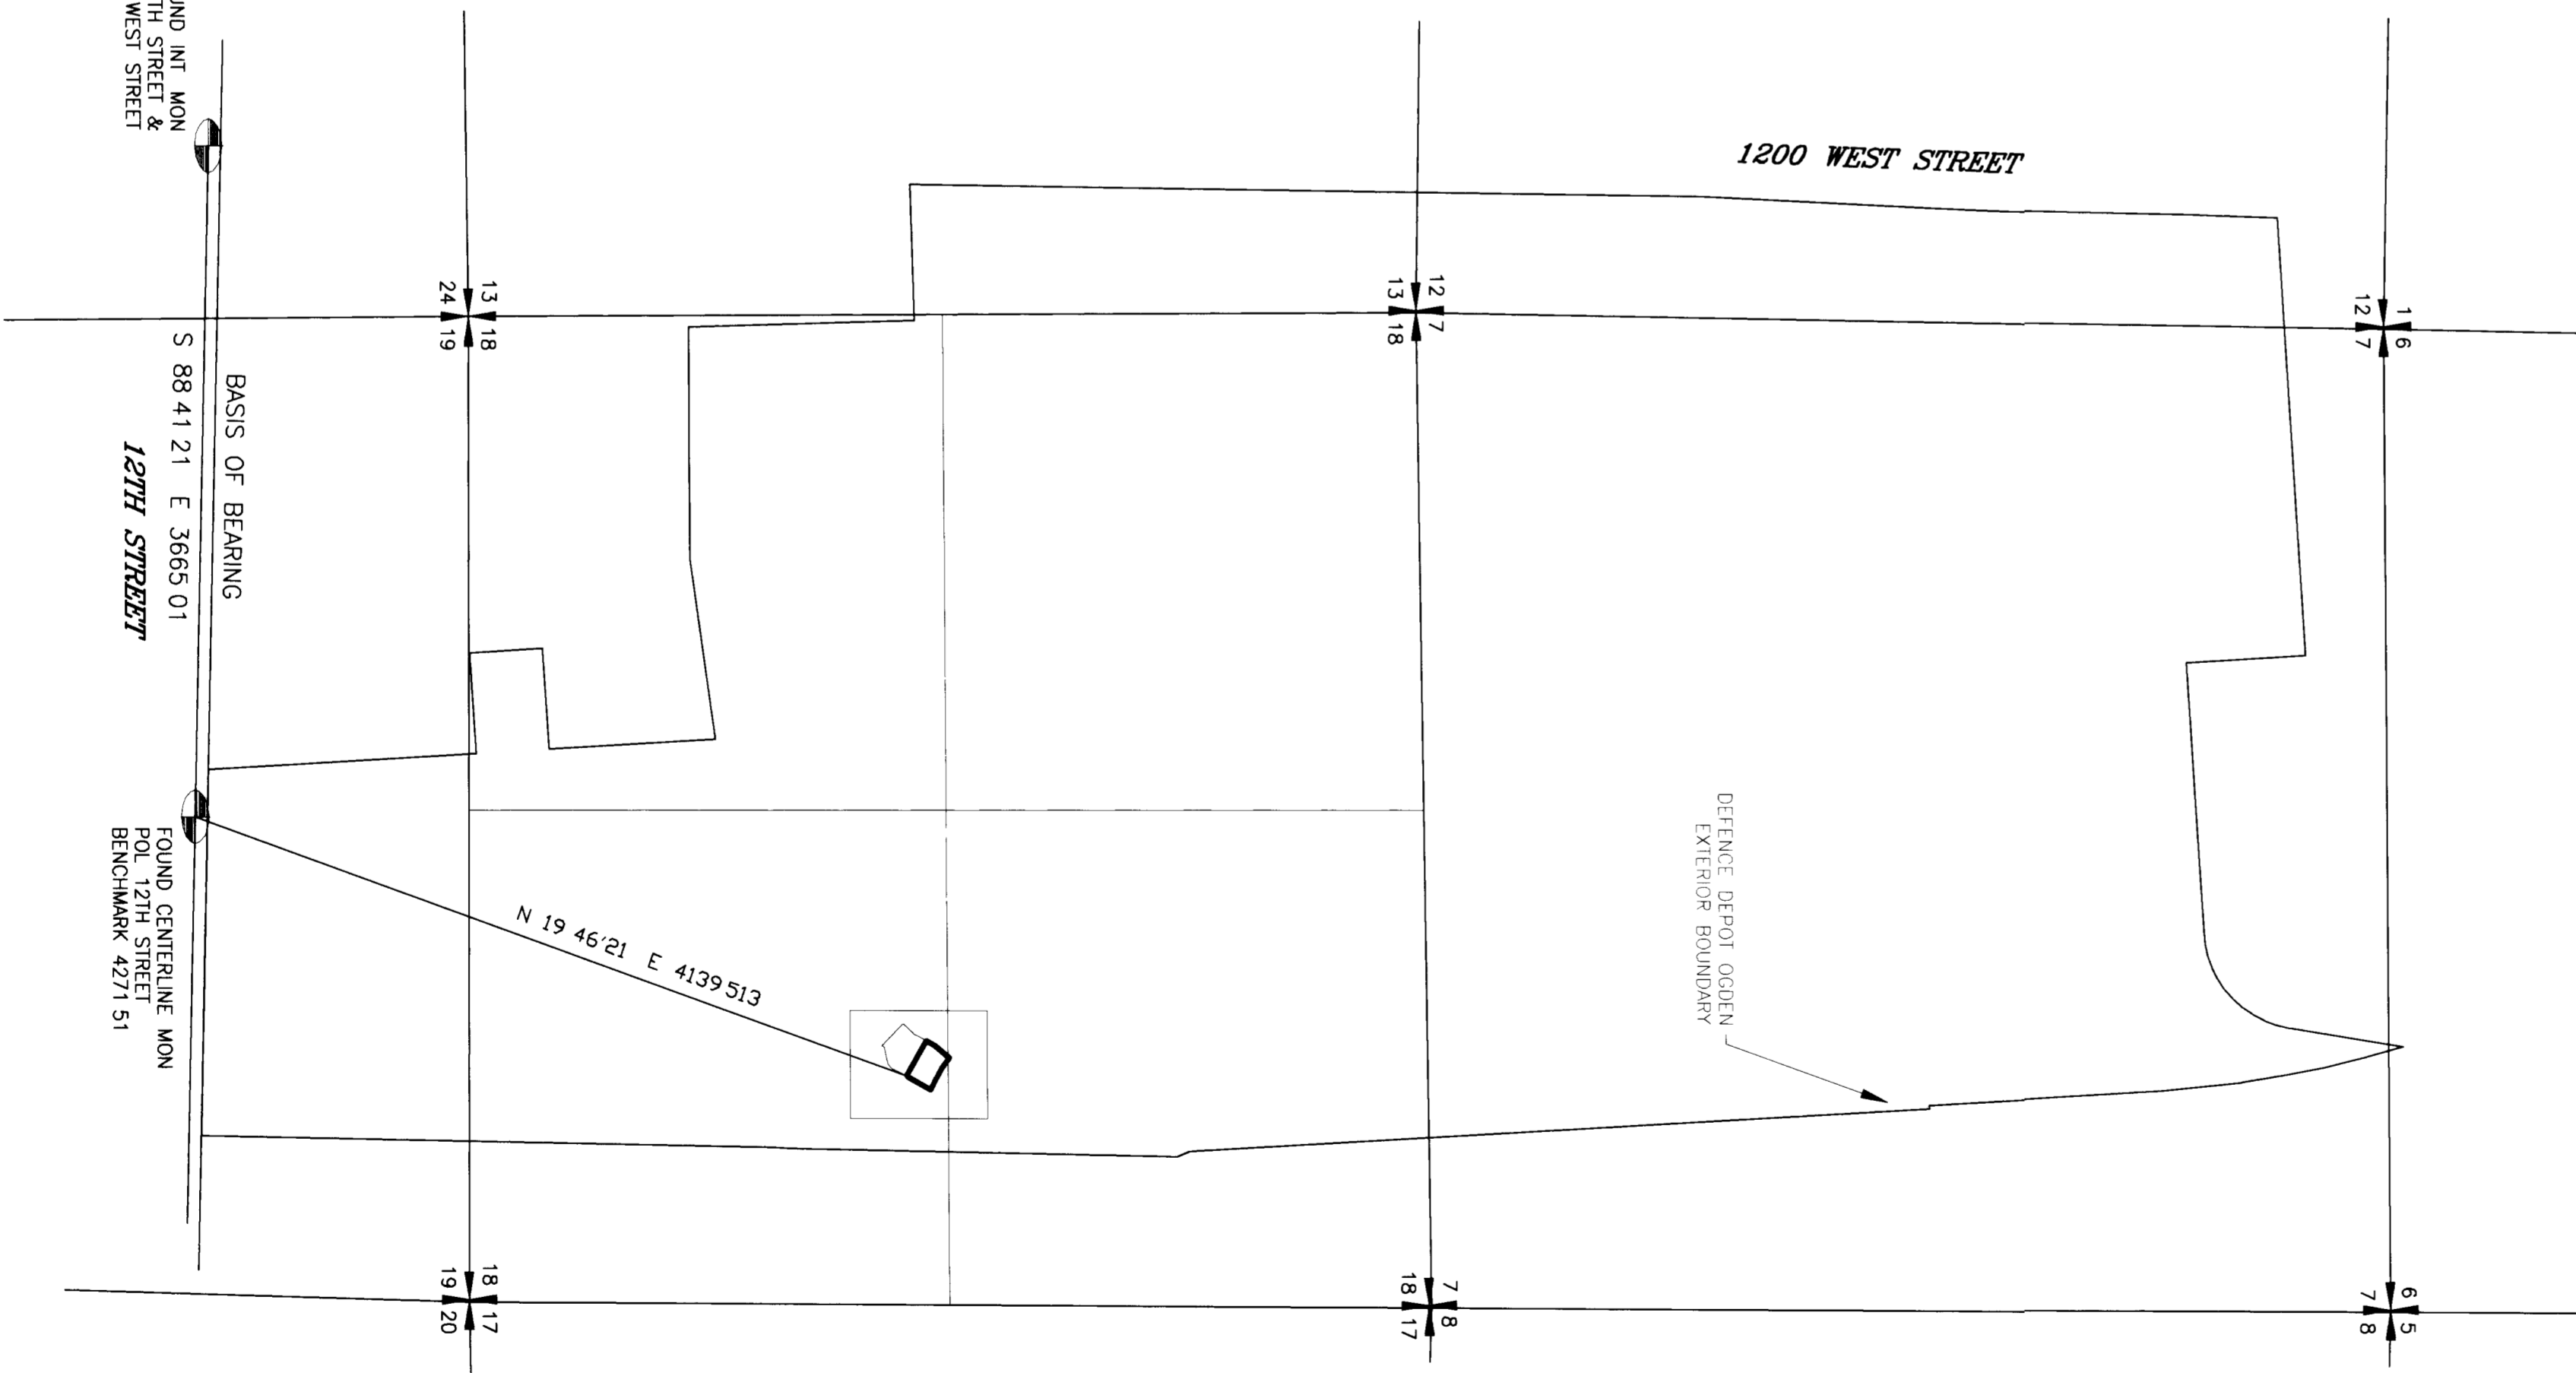 1200 WEST STREET
UND INT MON
TH STREET &
WEST STREET
BASIS OF BEARING
S 88 41 21 E 3665 01
12TH STREET
FOUND CENTERLINE MON
POL 12TH STREET
BENCHMARK 4271 51
N 19 46'21 E 4139 513
DEFENCE DEPOT OGDEN
EXTERIOR BOUNDARY
13 18
24 19
12 7
13 18
1 6
12 7
18 17
19 20
7 8
18 17
6 5
7 8